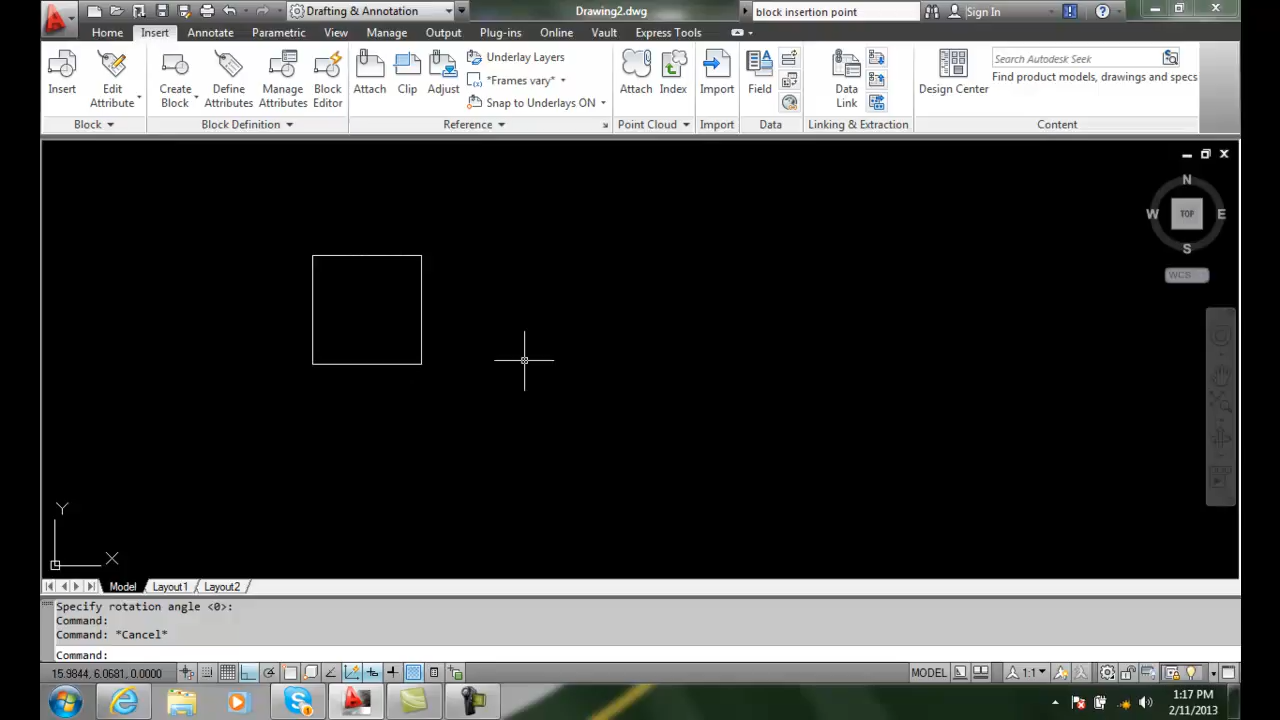 Drafting & Annotation
Drawing2.dwg
block insertion point
Sign In
Home Insert Annotate Parametric View Manage Output Plug-ins Online Vault Express Tools
Insert
Edit
Attribute
Create
Block
Define
Attributes
Manage
Attributes
Block
Editor
Attach
Clip
Adjust
Underlay Layers
*Frames vary*
Snap to Underlays ON
Attach
Index
Import
Field
Data
Link
Design Center
Search Autodesk Seek
Find product models, drawings and specs
Block
Block Definition
Reference
Point Cloud
Import
Data
Linking & Extraction
Content
N
W
TOP
E
S
WCS
Y
X
Model Layout1 Layout2
Specify rotation angle <0>:
Command:
Command: *Cancel*
Command:
15.9844, 6.0681, 0.0000
MODEL
1:1
1:17 PM
2/11/2013